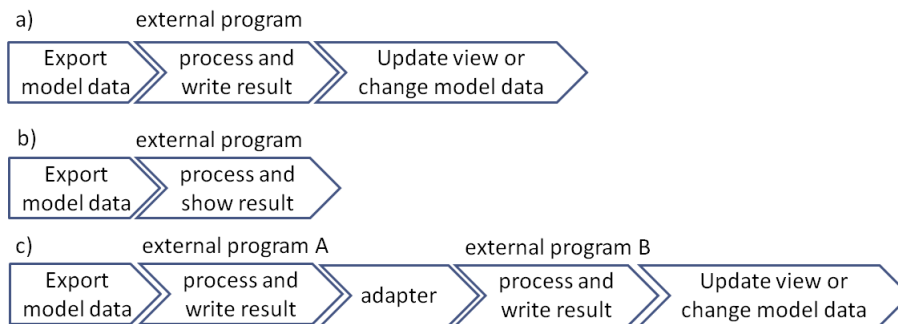 a) external program
Export process and Update view or
model data write result change model data
b) external program
Export process and
model data show result
c) external program A external program B
Export process and adapter process and Update view or
model data write result write result change model data